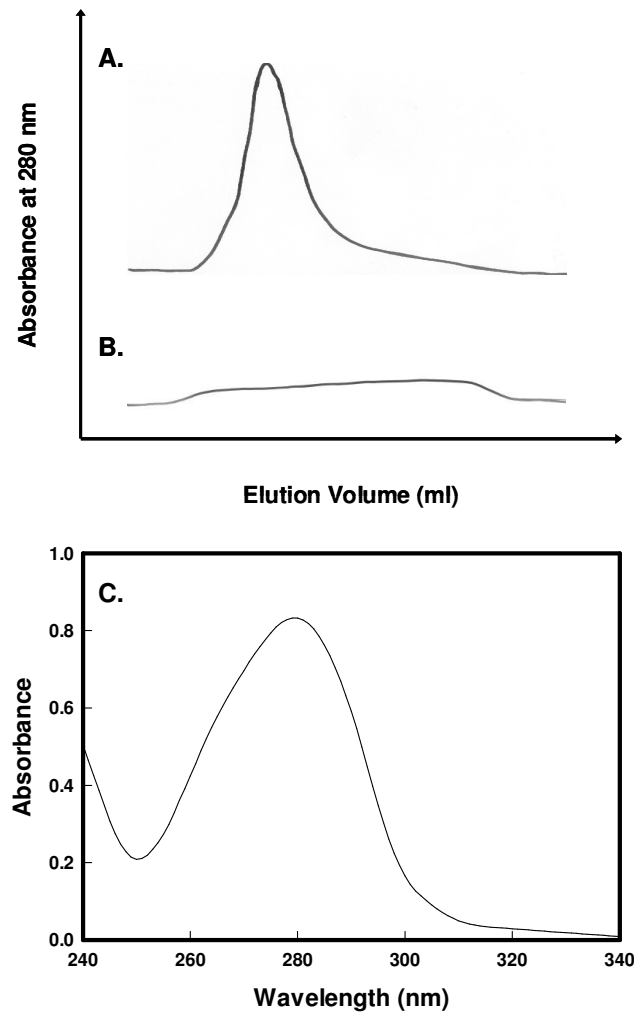 A.
Absorbance at 280 nm
B.
Elution Volume (ml)
1.0
C.
0.8
0.6
Absorbance
0.4
0.2
0.0
240 260 280 300 320 340
Wavelength (nm)